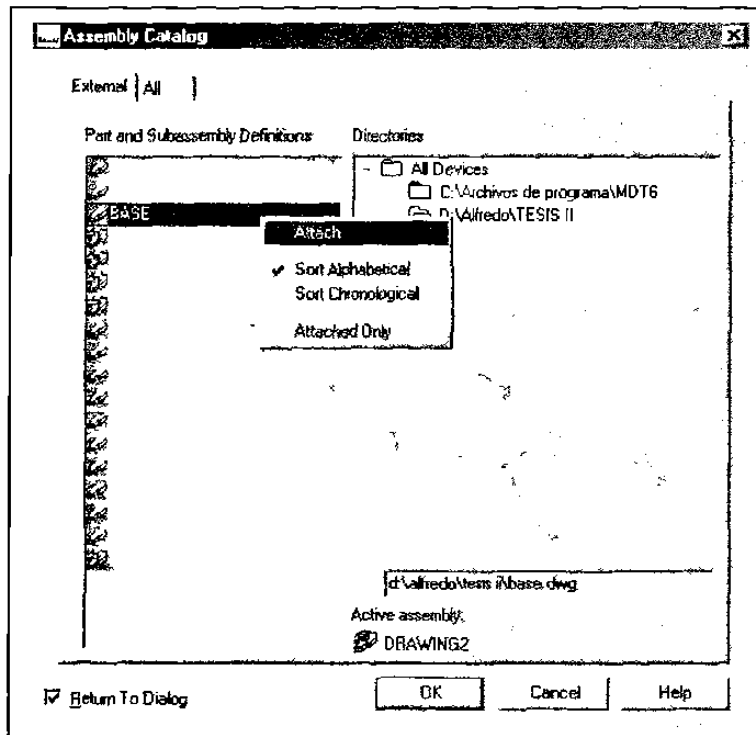 Assembly Catalog
External All
Part and Subassembly Definitions
Directories
All Devices
C:\Archivos de programa\MDT6
D:\Alfredo\TESIS II
BASE
Attach
Sort Alphabetical
Sort Chronological
Attached Only
d:\alfredo\tesis ii\base.dwg
Active assembly:
DRAWING2
Return To Dialog
OK Cancel Help